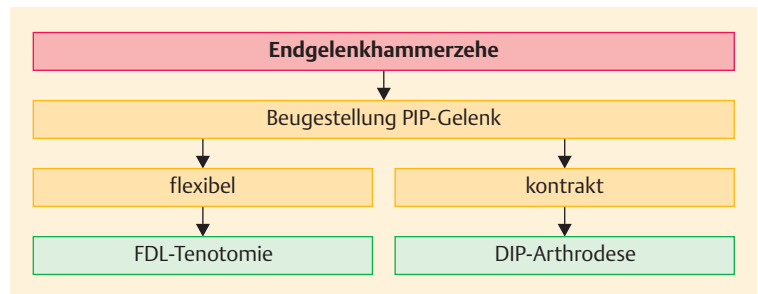 Endgelenkhammerzehe
Beugestellung PIP-Gelenk
flexibel
kontrakt
FDL-Tenotomie
DIP-Arthrodese